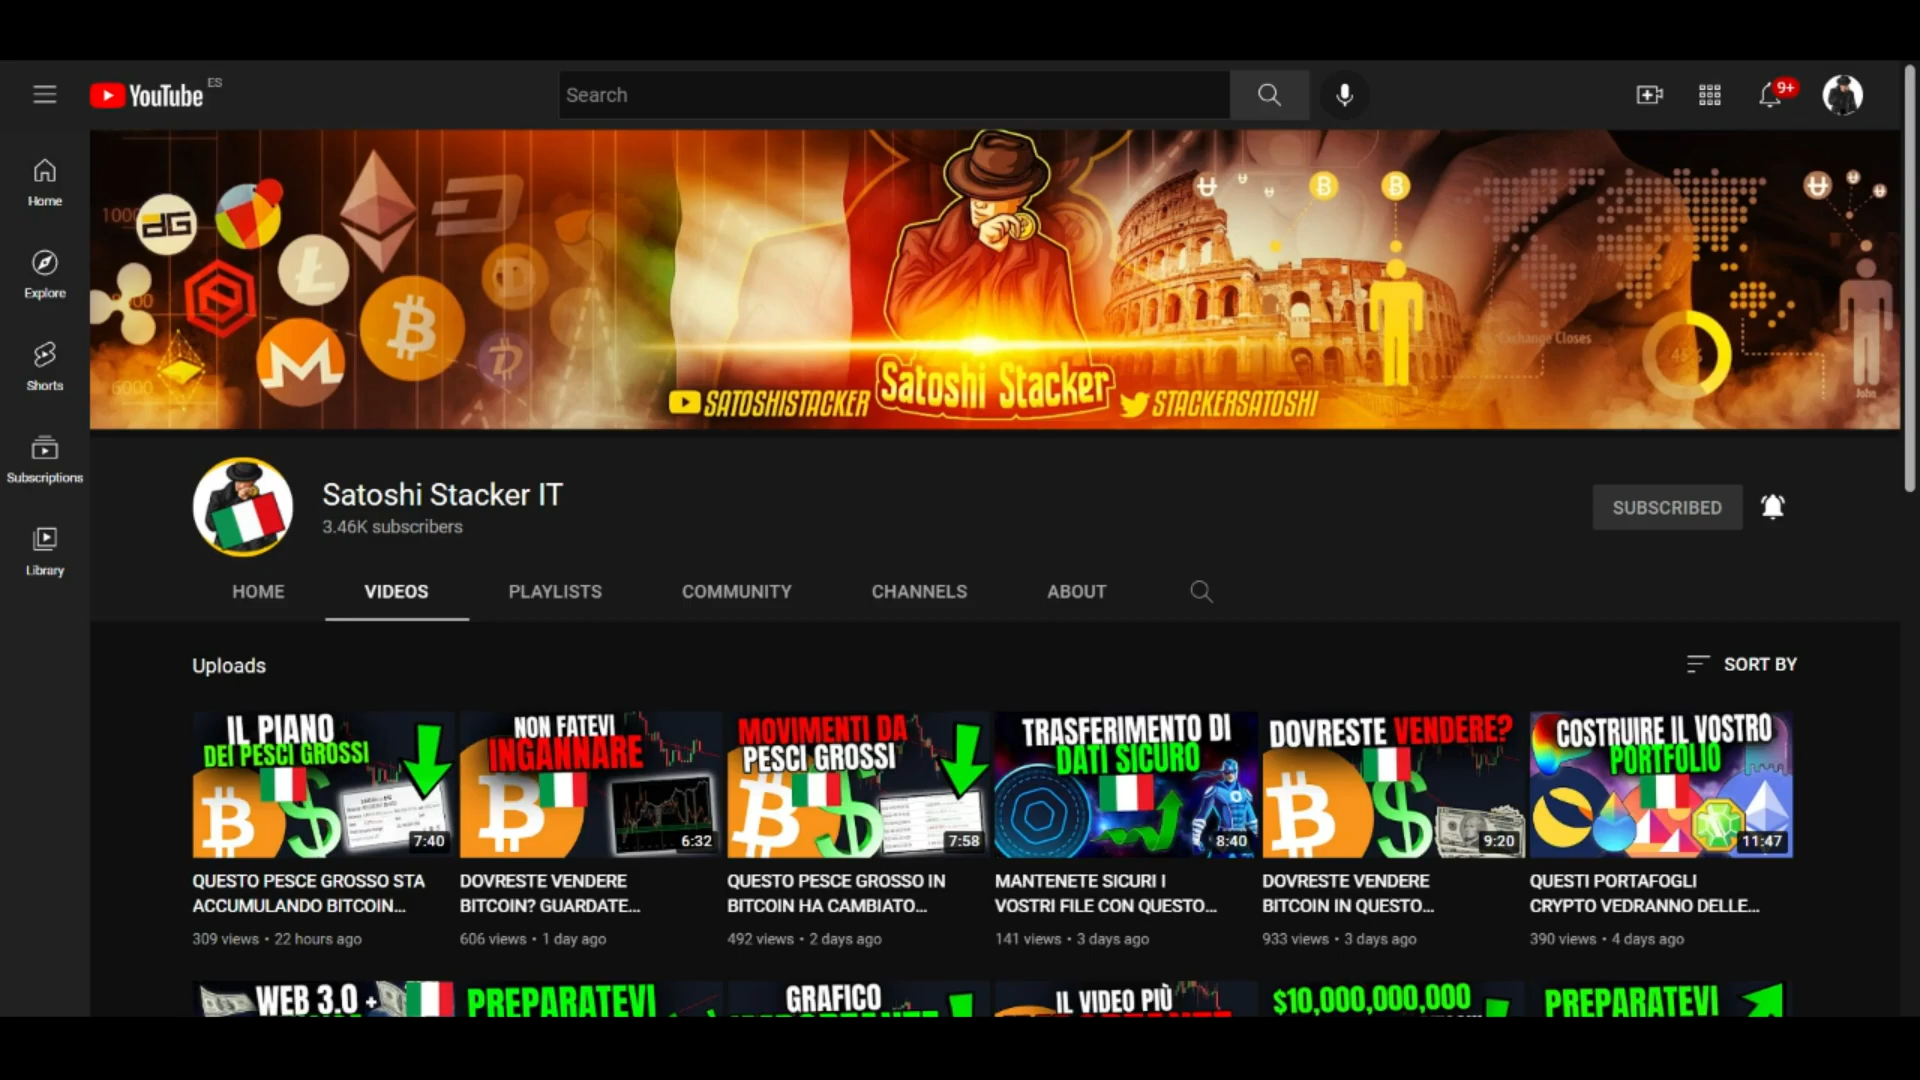 YouTube ES
Search
9+
Home
Explore
Shorts
Subscriptions
Library
1000
6000
SATOSHISTACKER
Satoshi Stacker
STACKERSATOSHI
Exchange Closes
45%
John
Satoshi Stacker IT
3.46K subscribers
SUBSCRIBED
HOME
VIDEOS
PLAYLISTS
COMMUNITY
CHANNELS
ABOUT
Uploads
SORT BY
IL PIANO
DEI PESCI GROSSI
7:40
NON FATEVI
INGANNARE
6:32
MOVIMENTI DA
PESCI GROSSI
7:58
TRASFERIMENTO DI
DATI SICURO
8:40
DOVRESTE VENDERE?
9:20
COSTRUIRE IL VOSTRO
PORTFOLIO
11:47
QUESTO PESCE GROSSO STA
ACCUMULANDO BITCOIN...
309 views • 22 hours ago
DOVRESTE VENDERE
BITCOIN? GUARDATE...
606 views • 1 day ago
QUESTO PESCE GROSSO IN
BITCOIN HA CAMBIATO...
492 views • 2 days ago
MANTENETE SICURI I
VOSTRI FILE CON QUESTO...
141 views • 3 days ago
DOVRESTE VENDERE
BITCOIN IN QUESTO...
933 views • 3 days ago
QUESTI PORTAFOGLI
CRYPTO VEDRANNO DELLE...
390 views • 4 days ago
WEB 3.0 +
PREPARATEVI
GRAFICO
IL VIDEO PIÙ
$10,000,000,000
PREPARATEVI